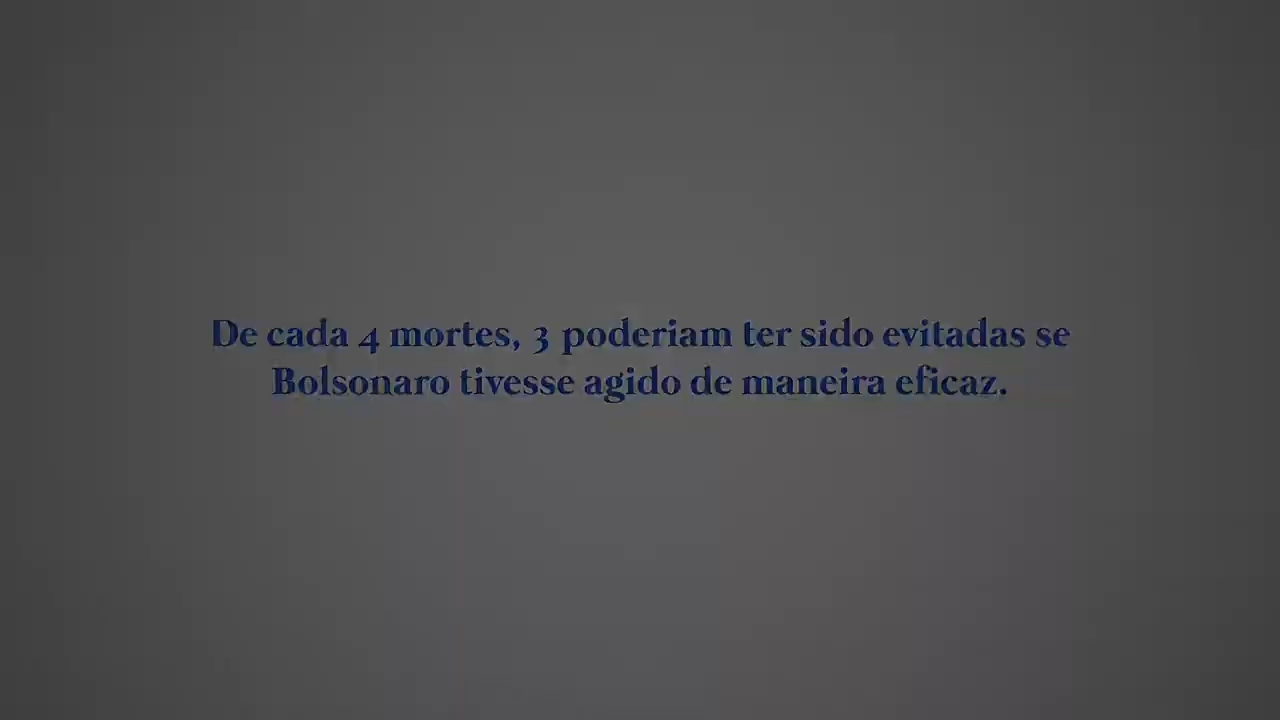 De cada 4 mortes, 3 poderiam ter sido evitadas se
Bolsonaro tivesse agido de maneira eficaz.